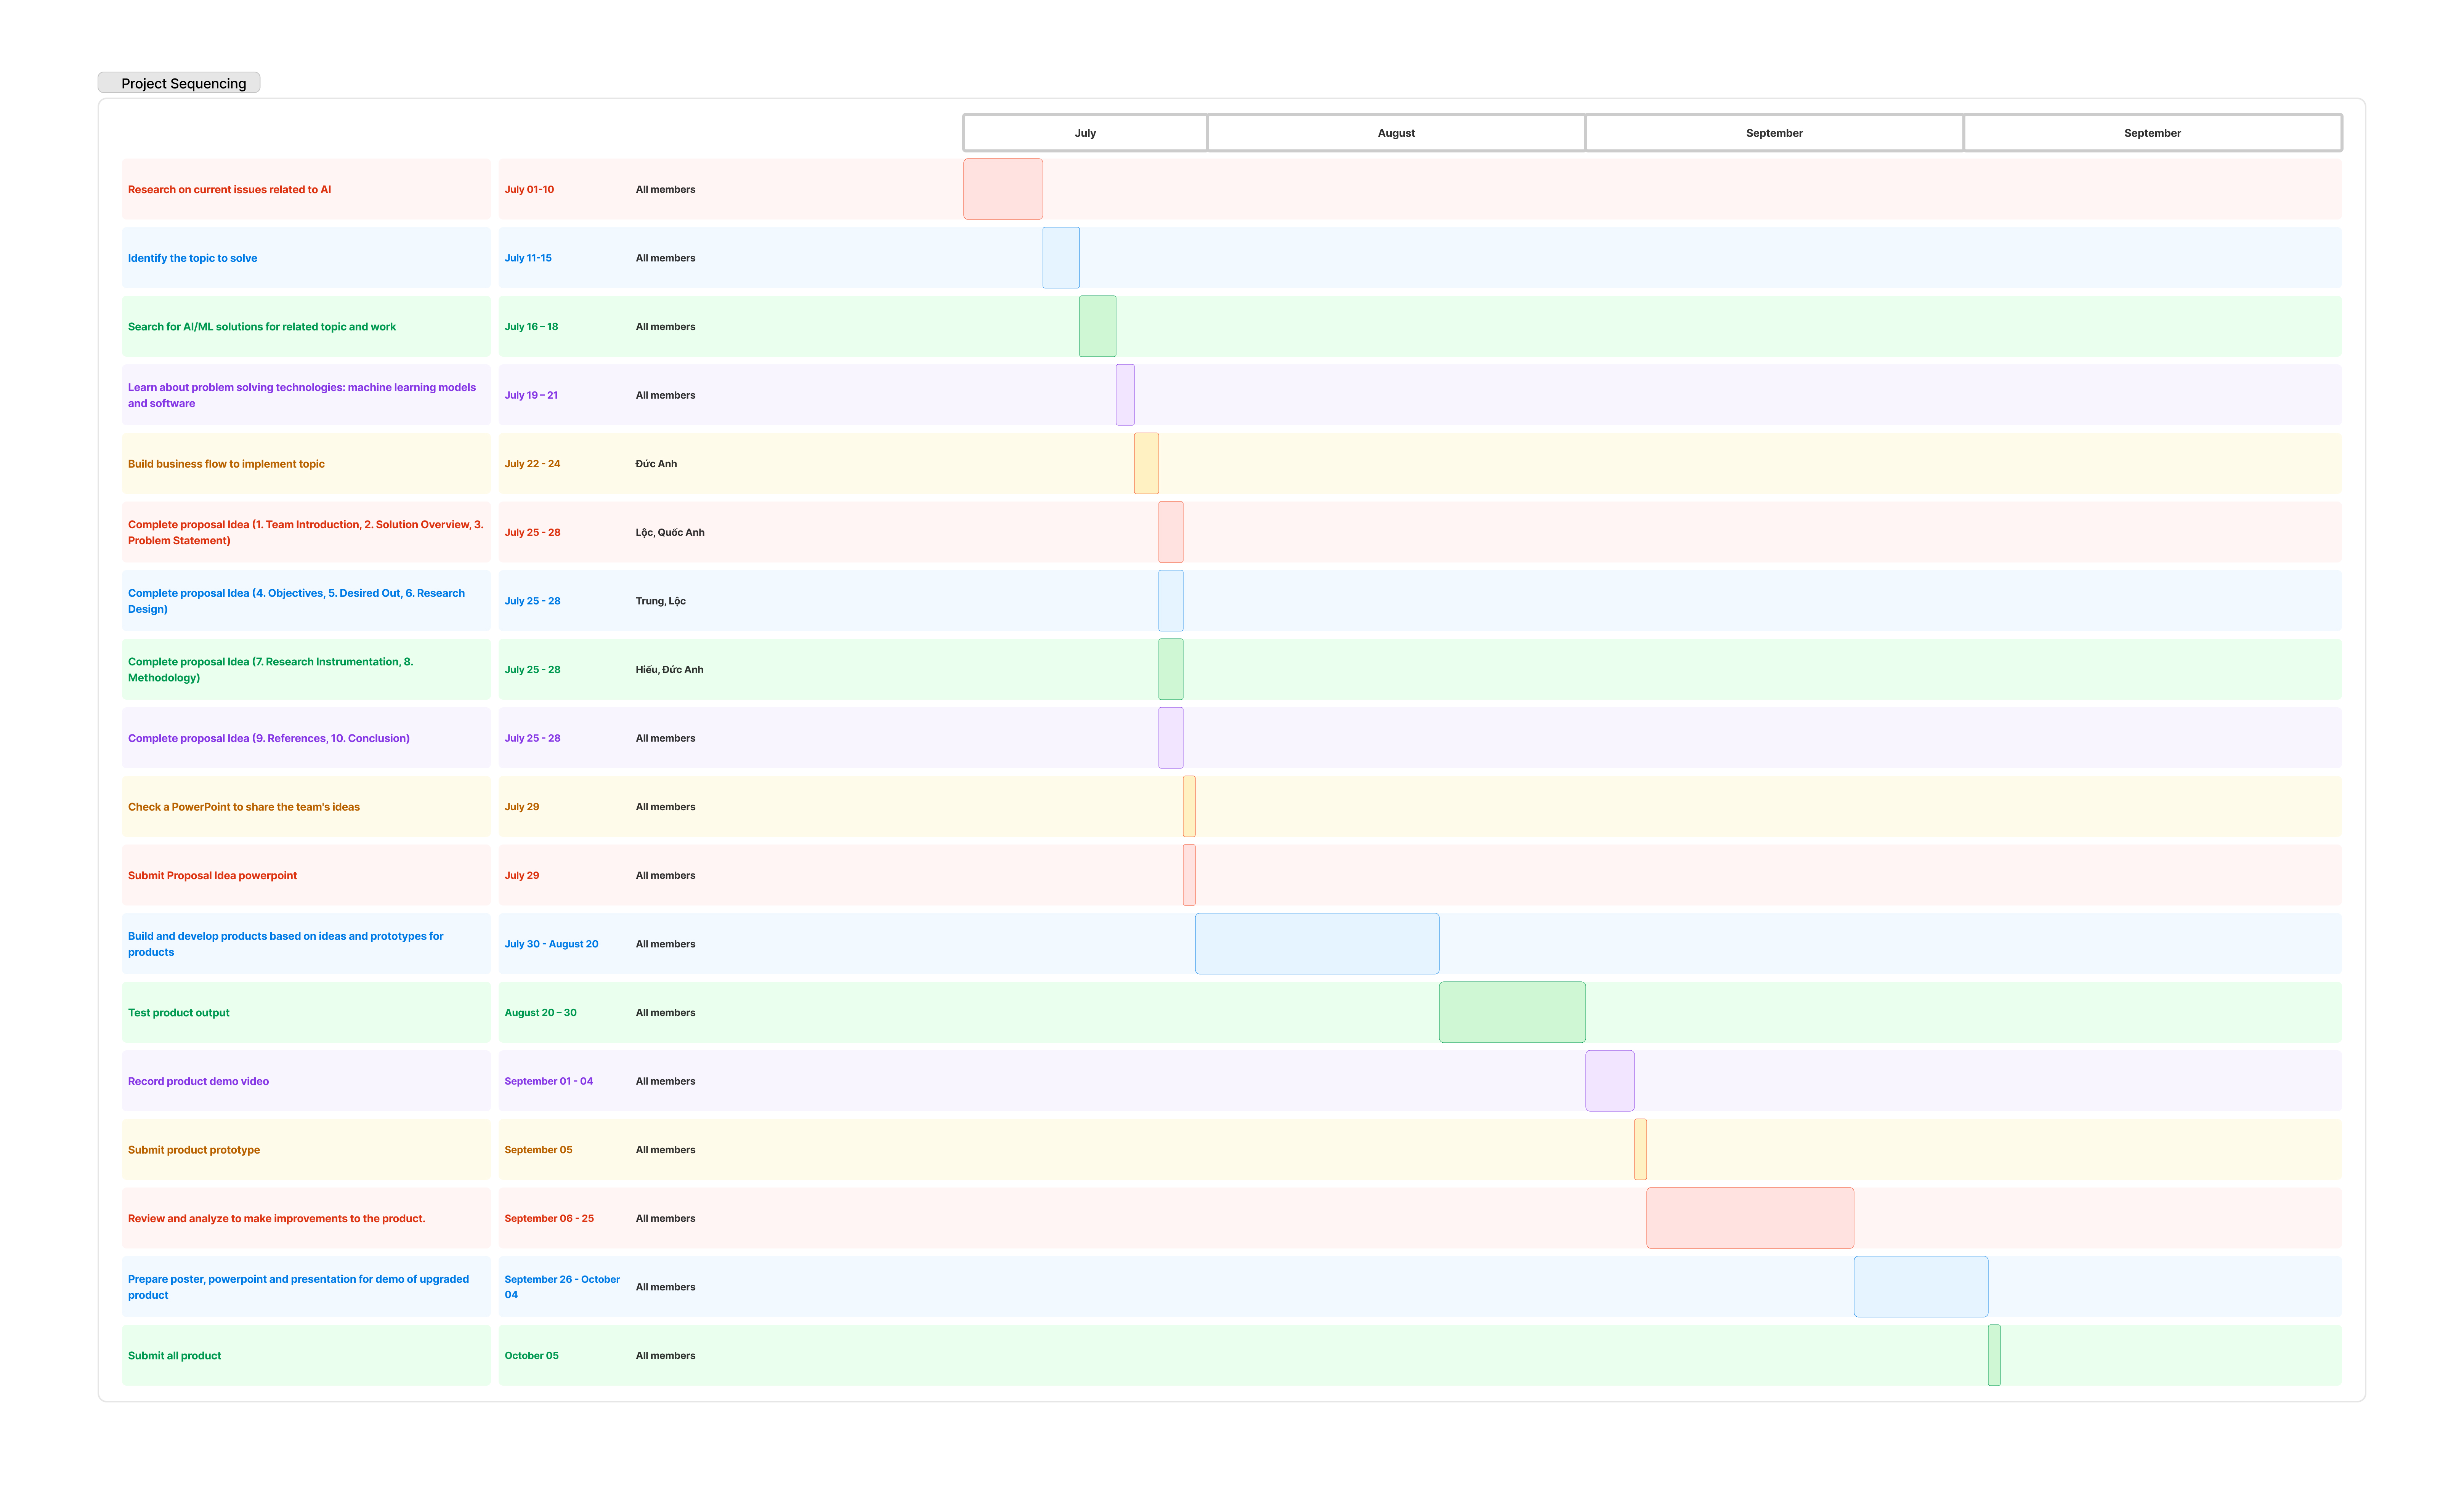 Project Sequencing
July August September September
Research on current issues related to AI July 01-10 All members
Identify the topic to solve July 11-15 All members
Search for AI/ML solutions for related topic and work July 16 – 18 All members
Learn about problem solving technologies: machine learning models
and software
July 19 – 21 All members
Build business flow to implement topic July 22 - 24 Đức Anh
Complete proposal Idea (1. Team Introduction, 2. Solution Overview, 3.
Problem Statement)
July 25 - 28 Lộc, Quốc Anh
Complete proposal Idea (4. Objectives, 5. Desired Out, 6. Research
Design)
July 25 - 28 Trung, Lộc
Complete proposal Idea (7. Research Instrumentation, 8.
Methodology)
July 25 - 28 Hiếu, Đức Anh
Complete proposal Idea (9. References, 10. Conclusion) July 25 - 28 All members
Check a PowerPoint to share the team's ideas July 29 All members
Submit Proposal Idea powerpoint July 29 All members
Build and develop products based on ideas and prototypes for
products
July 30 - August 20 All members
Test product output August 20 – 30 All members
Record product demo video September 01 - 04 All members
Submit product prototype September 05 All members
Review and analyze to make improvements to the product. September 06 - 25 All members
Prepare poster, powerpoint and presentation for demo of upgraded
product
September 26 - October
04
All members
Submit all product October 05 All members